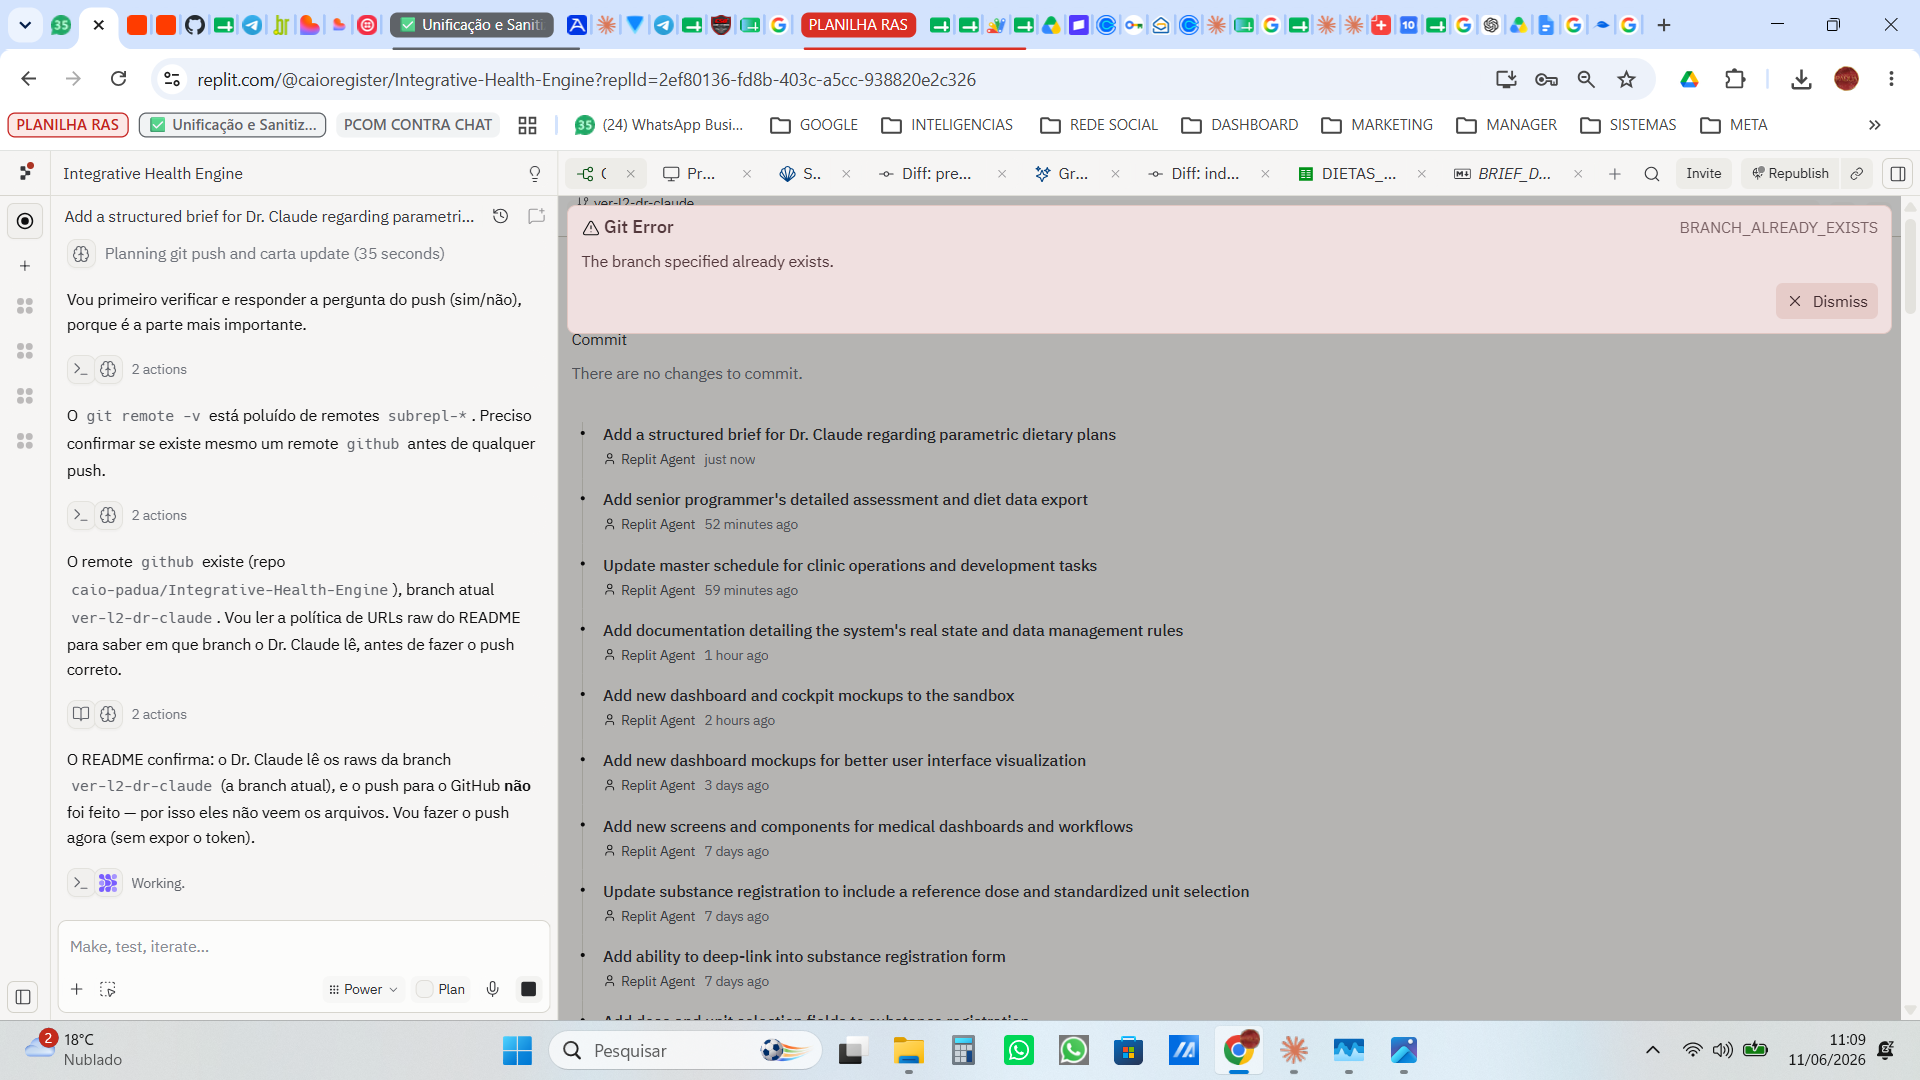 35
✅ Unificação e Saniti
PLANILHA RAS
10
replit.com/@caioregister/Integrative-Health-Engine?replId=2ef80136-fd8b-403c-a5cc-938820e2c326
PLANILHA RAS
✅ Unificação e Sanitiz...
PCOM CONTRA CHAT
35
(24) WhatsApp Busi...
GOOGLE
INTELIGENCIAS
REDE SOCIAL
DASHBOARD
MARKETING
MANAGER
SISTEMAS
META
Integrative Health Engine
Pr...
S..
Diff: pre...
Gr...
Diff: ind...
DIETAS_...
BRIEF_D...
Invite
Republish
Add a structured brief for Dr. Claude regarding parametri...
Planning git push and carta update (35 seconds)
Vou primeiro verificar e responder a pergunta do push (sim/não),
porque é a parte mais importante.
2 actions
O git remote -v está poluído de remotes subrepl-*. Preciso
confirmar se existe mesmo um remote github antes de qualquer
push.
2 actions
O remote github existe (repo
caio-padua/Integrative-Health-Engine), branch atual
ver-l2-dr-claude. Vou ler a política de URLs raw do README
para saber em que branch o Dr. Claude lê, antes de fazer o push
correto.
2 actions
O README confirma: o Dr. Claude lê os raws da branch
ver-l2-dr-claude (a branch atual), e o push para o GitHub não
foi feito — por isso eles não veem os arquivos. Vou fazer o push
agora (sem expor o token).
Working.
Make, test, iterate...
Power
Plan
ver-l2-dr-claude
Git Error
BRANCH_ALREADY_EXISTS
The branch specified already exists.
Dismiss
Commit
There are no changes to commit.
Add a structured brief for Dr. Claude regarding parametric dietary plans
Replit Agent just now
Add senior programmer's detailed assessment and diet data export
Replit Agent 52 minutes ago
Update master schedule for clinic operations and development tasks
Replit Agent 59 minutes ago
Add documentation detailing the system's real state and data management rules
Replit Agent 1 hour ago
Add new dashboard and cockpit mockups to the sandbox
Replit Agent 2 hours ago
Add new dashboard mockups for better user interface visualization
Replit Agent 3 days ago
Add new screens and components for medical dashboards and workflows
Replit Agent 7 days ago
Update substance registration to include a reference dose and standardized unit selection
Replit Agent 7 days ago
Add ability to deep-link into substance registration form
Replit Agent 7 days ago
Add dose and unit selection fields to substance registration
2
18°C
Nublado
Pesquisar
11:09
11/06/2026